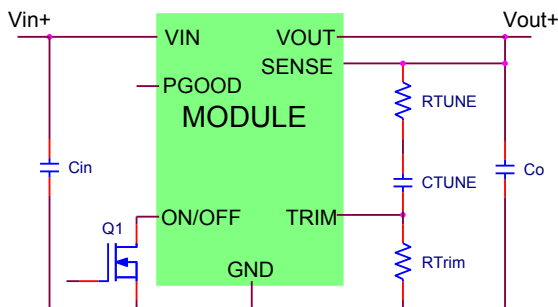 Vin+ Vout+
VIN VOUT
SENSE
PGOOD
RTUNE
MODULE
Cin CTUNE Co
Q1 ON/OFF TRIM
RTrim
GND